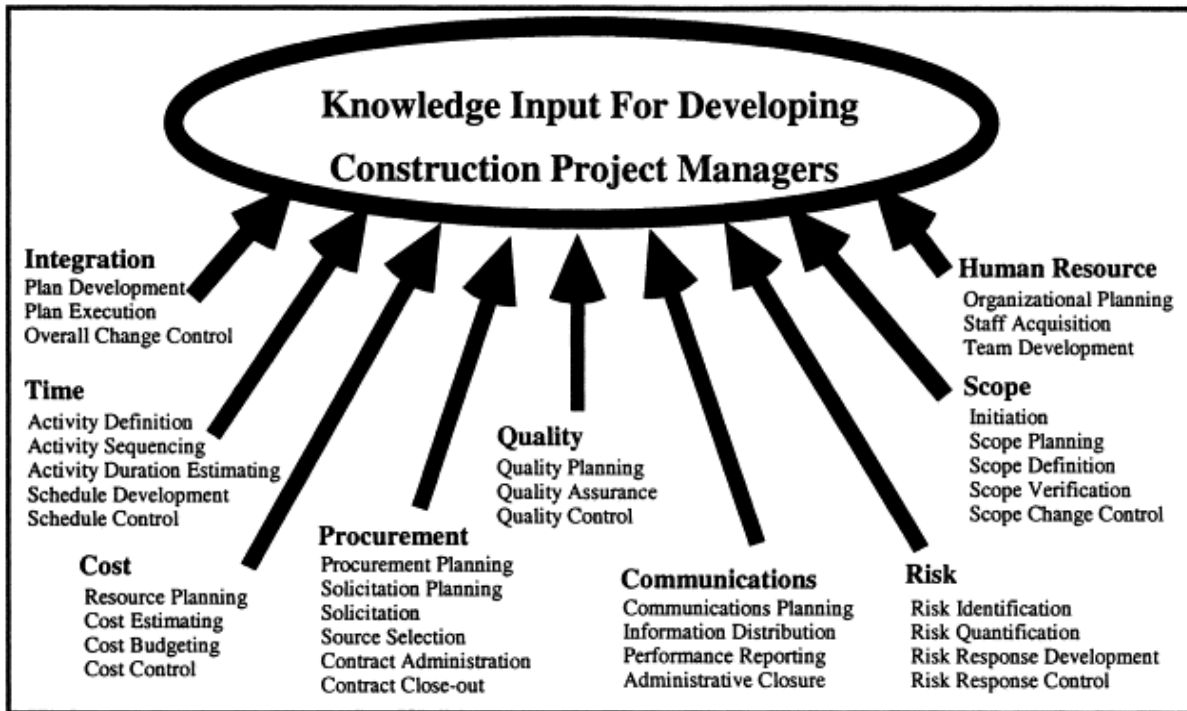 Knowledge Input For Developing
Construction Project Managers
Integration
Plan Development
Plan Execution
Overall Change Control
Time
Activity Definition
Activity Sequencing
Activity Duration Estimating
Schedule Development
Schedule Control
Cost
Resource Planning
Cost Estimating
Cost Budgeting
Cost Control
Procurement
Procurement Planning
Solicitation Planning
Solicitation
Source Selection
Contract Administration
Contract Close-out
Quality
Quality Planning
Quality Assurance
Quality Control
Communications
Communications Planning
Information Distribution
Performance Reporting
Administrative Closure
Risk
Risk Identification
Risk Quantification
Risk Response Development
Risk Response Control
Scope
Initiation
Scope Planning
Scope Definition
Scope Verification
Scope Change Control
Human Resource
Organizational Planning
Staff Acquisition
Team Development